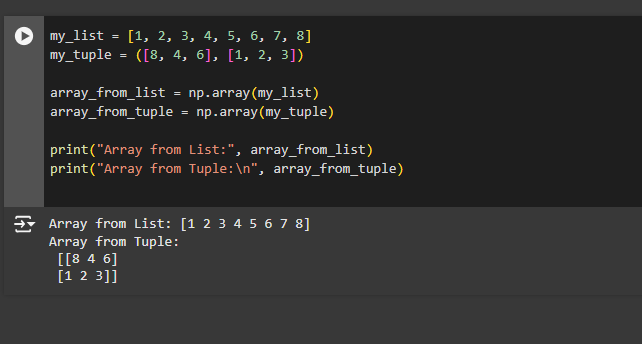 my_list = [1, 2, 3, 4, 5, 6, 7, 8]
my_tuple = ([8, 4, 6], [1, 2, 3])
array_from_list = np.array(my_list)
array_from_tuple = np.array(my_tuple)
print("Array from List:", array_from_list)
print("Array from Tuple:\n", array_from_tuple)
Array from List: [1 2 3 4 5 6 7 8]
Array from Tuple:
 [[8 4 6]
 [1 2 3]]